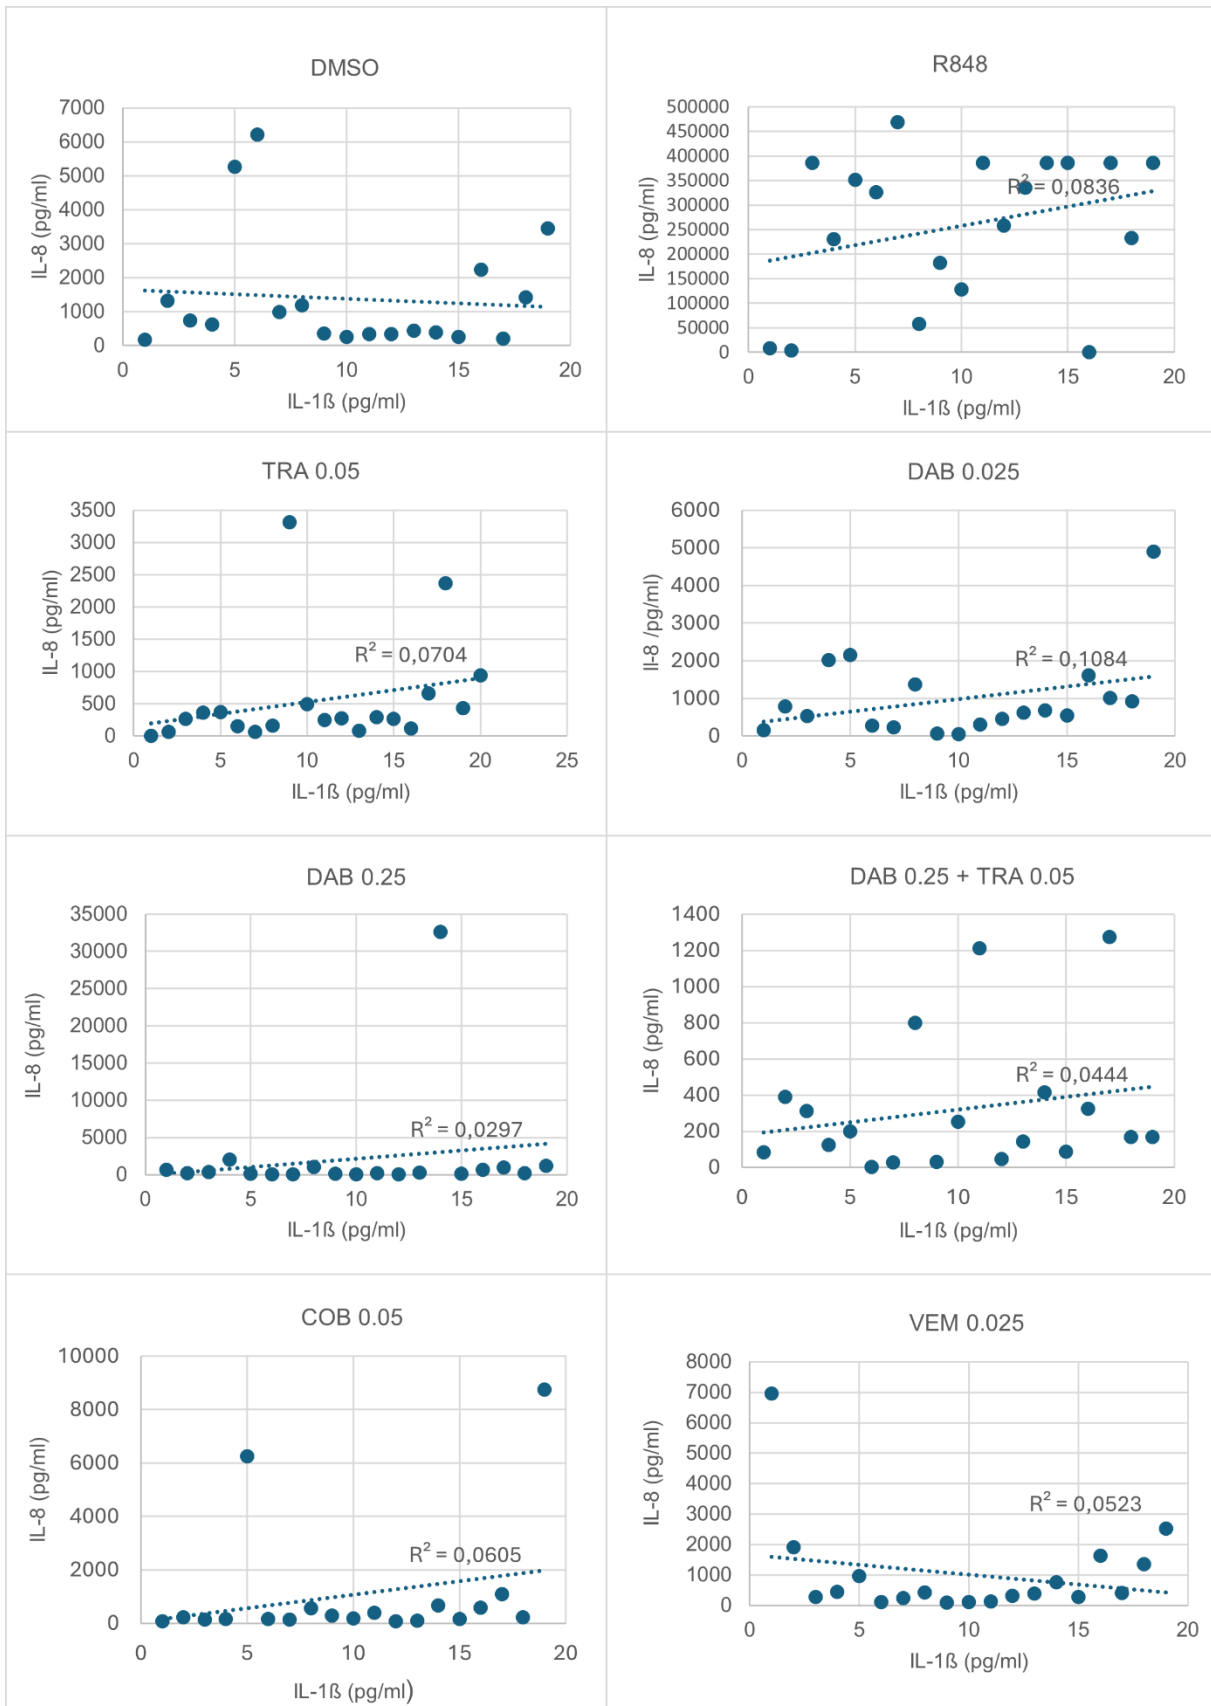 DMSO
7000
6000
5000
4000
3000
2000
1000
0
IL-8 (pg/ml)
0 5 10 15 20
IL-1ß (pg/ml)
R848
500000
450000
400000
350000
300000
250000
200000
150000
100000
50000
0
IL-8 (pg/ml)
R² = 0,0836
0 5 10 15 20
IL-1ß (pg/ml)
TRA 0.05
3500
3000
2500
2000
1500
1000
500
0
IL-8 (pg/ml)
R² = 0,0704
0 5 10 15 20 25
IL-1ß (pg/ml)
DAB 0.025
6000
5000
4000
3000
2000
1000
0
Il-8 /pg/ml)
R² = 0,1084
0 5 10 15 20
IL-1ß (pg/ml)
DAB 0.25
35000
30000
25000
20000
15000
10000
5000
0
IL-8 (pg/ml)
R² = 0,0297
0 5 10 15 20
IL-1ß (pg/ml)
DAB 0.25 + TRA 0.05
1400
1200
1000
800
600
400
200
0
IL-8 (pg/ml)
R² = 0,0444
0 5 10 15 20
IL-1ß (pg/ml)
COB 0.05
10000
8000
6000
4000
2000
0
IL-8 (pg/ml)
R² = 0,0605
0 5 10 15 20
IL-1ß (pg/ml)
VEM 0.025
8000
7000
6000
5000
4000
3000
2000
1000
0
IL-8 (pg/ml)
R² = 0,0523
0 5 10 15 20
IL-1ß (pg/ml)